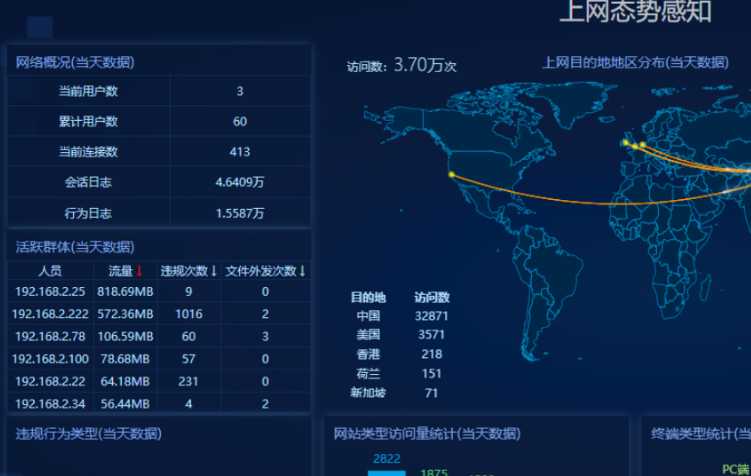 上网态势感知
网络概况(当天数据)
当前用户数 3
累计用户数 60
当前连接数 413
会话日志 4.6409万
行为日志 1.5587万
访问数: 3.70万次
上网目的地地区分布(当天数据)
活跃群体(当天数据)
人员 流量↓ 违规次数↓ 文件外发次数↓
192.168.2.25 818.69MB 9 0
192.168.2.222 572.36MB 1016 2
192.168.2.78 106.59MB 60 3
192.168.2.100 78.68MB 57 0
192.168.2.22 64.18MB 231 0
192.168.2.34 56.44MB 4 2
目的地 访问数
中国 32871
美国 3571
香港 218
荷兰 151
新加坡 71
违规行为类型(当天数据)
网站类型访问量统计(当天数据)
2822
1875
终端类型统计(当
PC端